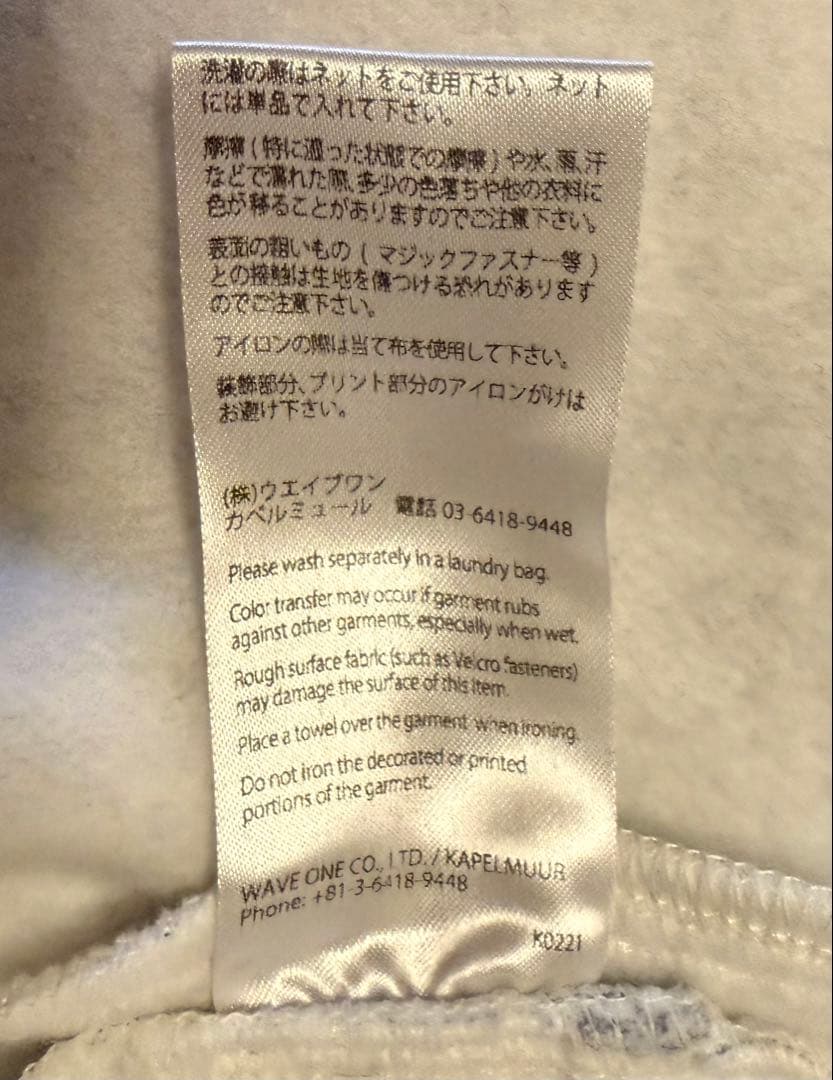 洗濯の際はネットをご使用下さい。ネット
には単品で入れて下さい。
摩擦(特に湿った状態での摩擦)や水、雨、汗
などで濡れた際、多少の色落ちや他の衣料に
色が移ることがありますのでご注意下さい。
表面の粗いもの(マジックファスナー等)
との接触は生地を傷つける恐れがあります
のでご注意下さい。
アイロンの際は当て布を使用して下さい。
装飾部分、プリント部分のアイロンがけは
お避け下さい。
(株)ウエイブワン
カペルミュール 電話 03-6418-9448
Please wash separately in a laundry bag.
Color transfer may occur if garment rubs
against other garments, especially when wet.
Rough surface fabric (such as Velcro fasteners)
may damage the surface of this item.
Place a towel over the garment when ironing.
Do not iron the decorated or printed
portions of the garment.
WAVE ONE CO., LTD. / KAPELMUUR
Phone: +81-3-6418-9448
K0221